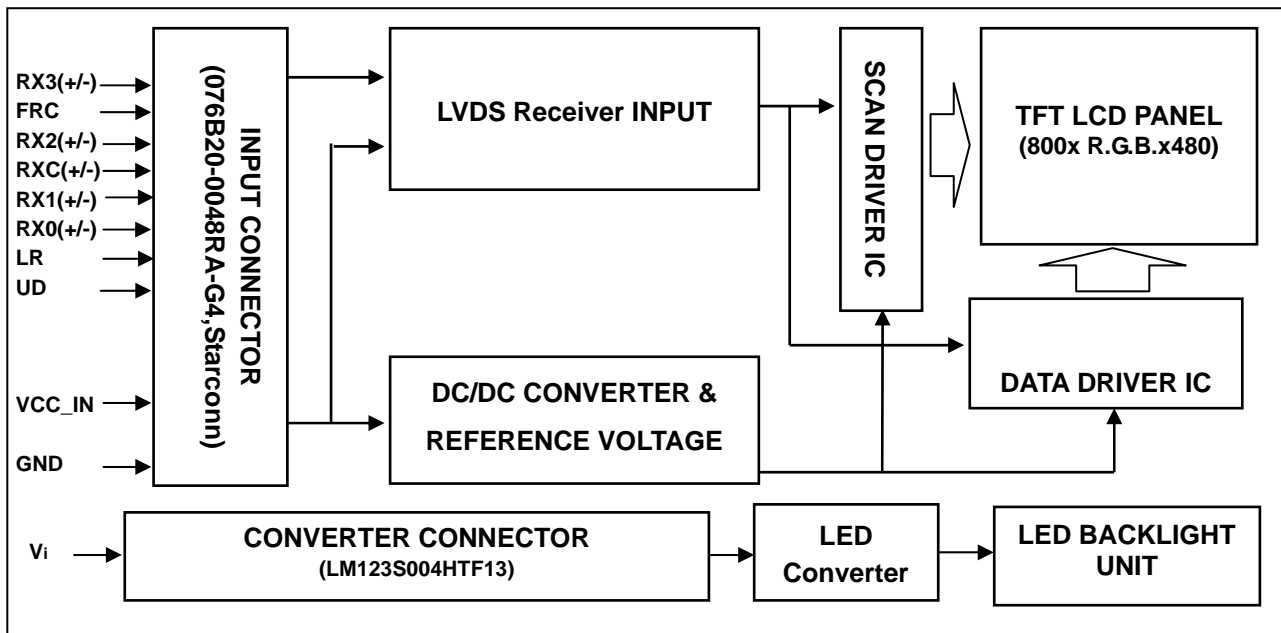 RX3(+/-)
FRC
RX2(+/-)
RXC(+/-)
RX1(+/-)
RX0(+/-)
LR
UD
VCC_IN
GND
INPUT CONNECTOR
(076B20-0048RA-G4,Starconn)
LVDS Receiver INPUT
SCAN DRIVER IC
TFT LCD PANEL
(800x R.G.B.x480)
DC/DC CONVERTER &
REFERENCE VOLTAGE
DATA DRIVER IC
Vi
CONVERTER CONNECTOR
(LM123S004HTF13)
LED
Converter
LED BACKLIGHT
UNIT